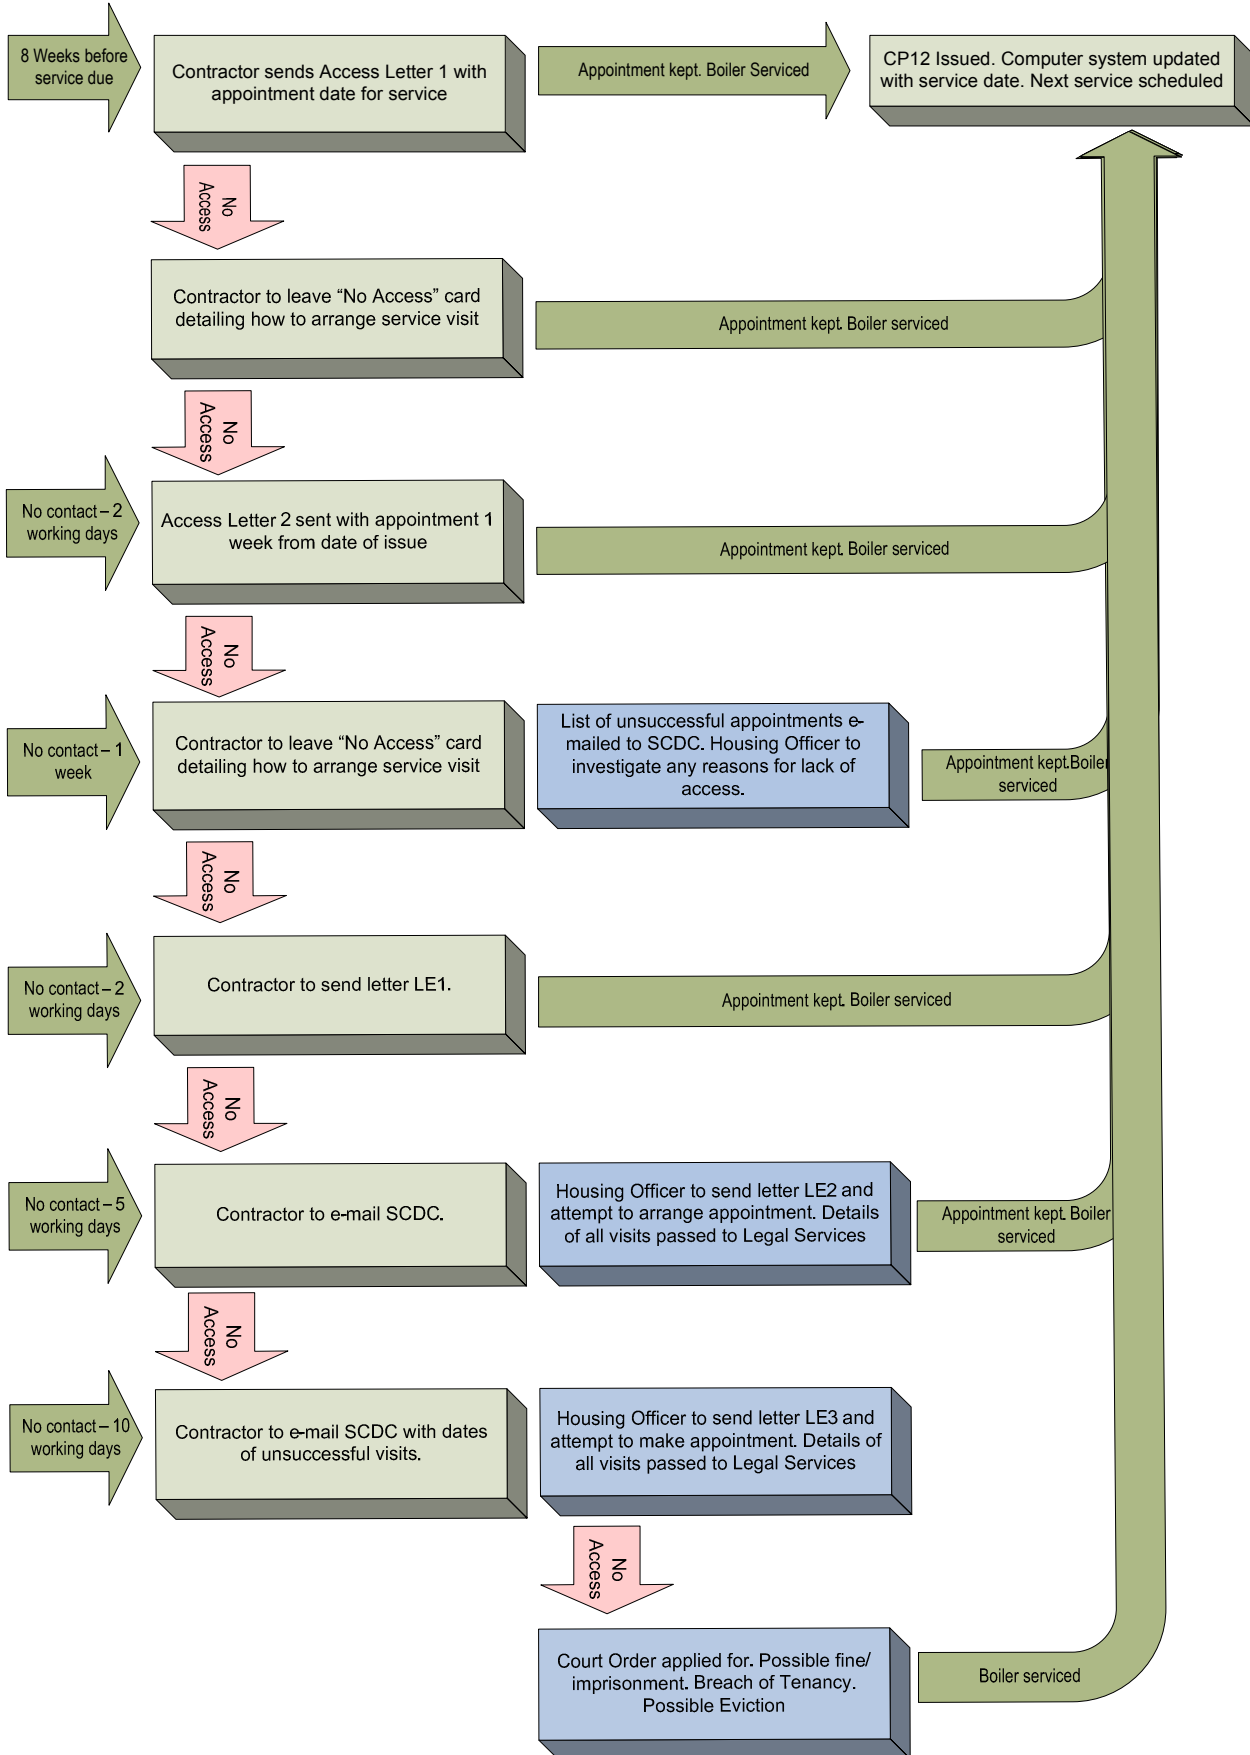 8 Weeks before
service due
Contractor sends Access Letter 1 with
appointment date for service
Appointment kept. Boiler Serviced
CP12 Issued. Computer system updated
with service date. Next service scheduled
No
Access
Contractor to leave “No Access” card
detailing how to arrange service visit
Appointment kept. Boiler serviced
No
Access
No contact – 2
working days
Access Letter 2 sent with appointment 1
week from date of issue
Appointment kept. Boiler serviced
No
Access
No contact – 1
week
Contractor to leave “No Access” card
detailing how to arrange service visit
List of unsuccessful appointments e-
mailed to SCDC. Housing Officer to
investigate any reasons for lack of
access.
Appointment kept.Boiler
serviced
No
Access
No contact – 2
working days
Contractor to send letter LE1.
Appointment kept. Boiler serviced
No
Access
No contact – 5
working days
Contractor to e-mail SCDC.
Housing Officer to send letter LE2 and
attempt to arrange appointment. Details
of all visits passed to Legal Services
Appointment kept. Boiler
serviced
No
Access
No contact – 10
working days
Contractor to e-mail SCDC with dates
of unsuccessful visits.
Housing Officer to send letter LE3 and
attempt to make appointment. Details of
all visits passed to Legal Services
No
Access
Court Order applied for. Possible fine/
imprisonment. Breach of Tenancy.
Possible Eviction
Boiler serviced